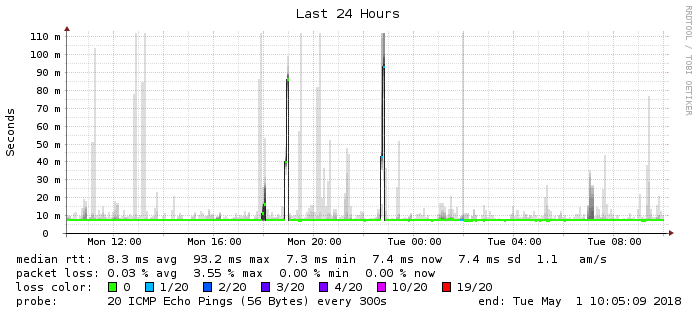 Last 24 Hours
RRDTOOL / TOBI OETIKER
Seconds
110 m
100 m
90 m
80 m
70 m
60 m
50 m
40 m
30 m
20 m
10 m
0
Mon 12:00 Mon 16:00 Mon 20:00 Tue 00:00 Tue 04:00 Tue 08:00
median rtt: 8.3 ms avg 93.2 ms max 7.3 ms min 7.4 ms now 7.4 ms sd 1.1 am/s
packet loss: 0.03 % avg 3.55 % max 0.00 % min 0.00 % now
loss color: 0 1/20 2/20 3/20 4/20 10/20 19/20
probe: 20 ICMP Echo Pings (56 Bytes) every 300s end: Tue May 1 10:05:09 2018